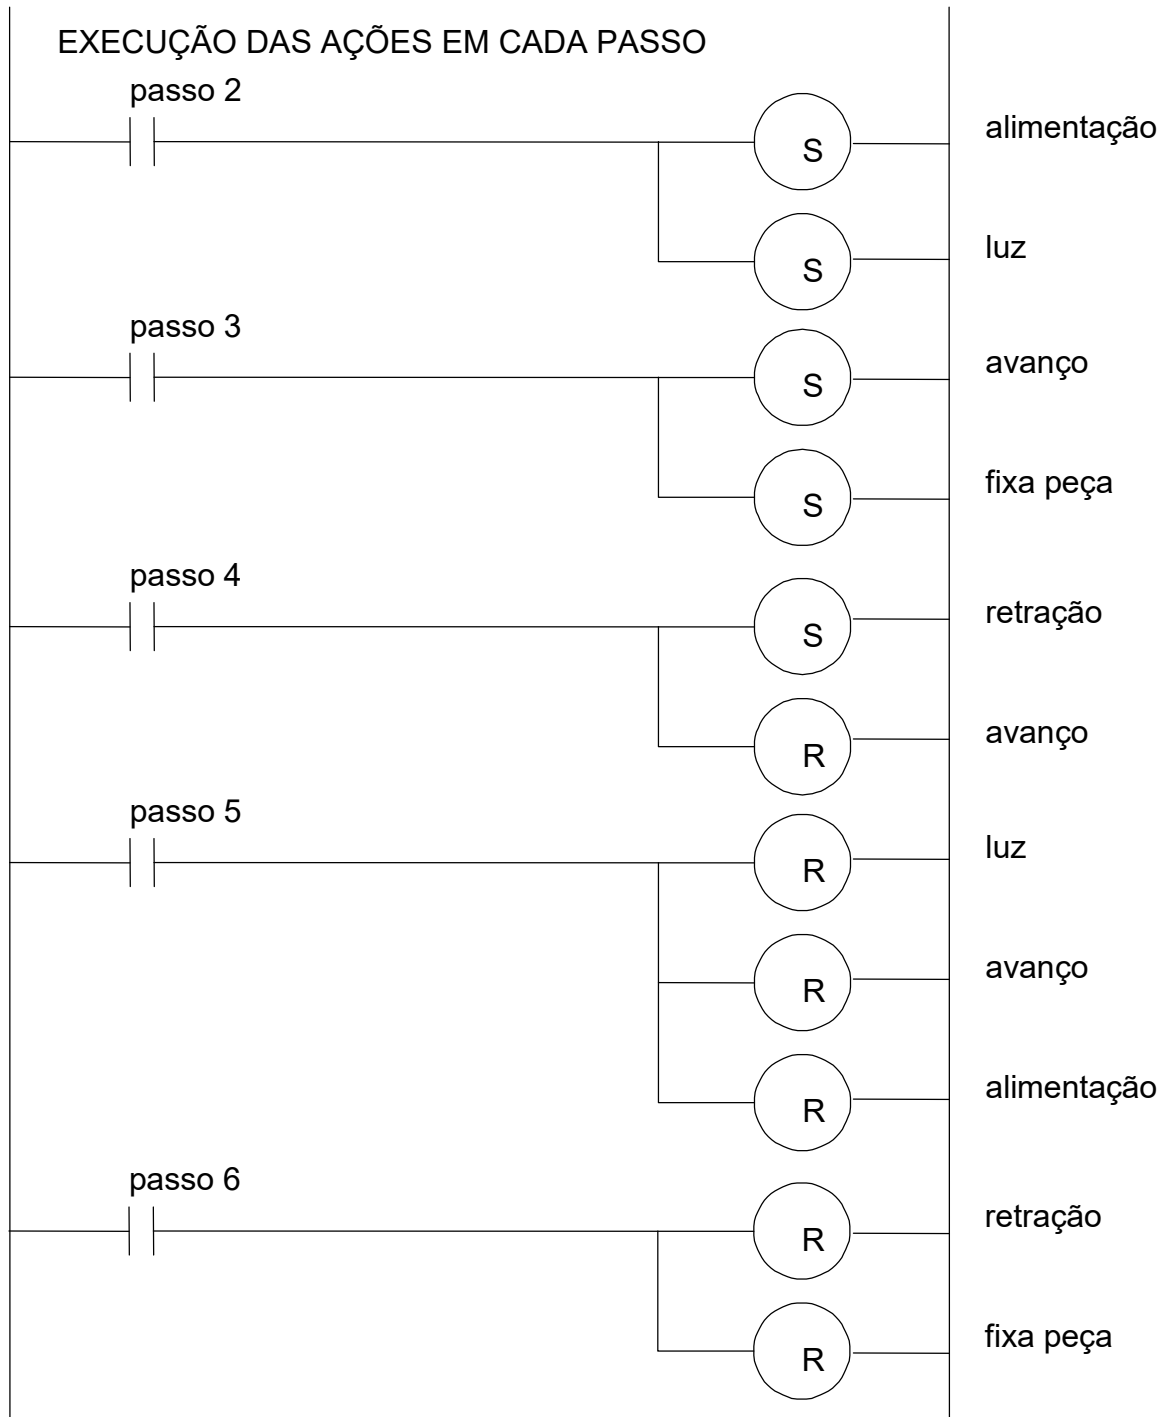 EXECUÇÃO DAS AÇÕES EM CADA PASSO
passo 2
S
alimentação
S
luz
passo 3
S
avanço
S
fixa peça
passo 4
S
retração
R
avanço
passo 5
R
luz
R
avanço
R
alimentação
passo 6
R
retração
R
fixa peça